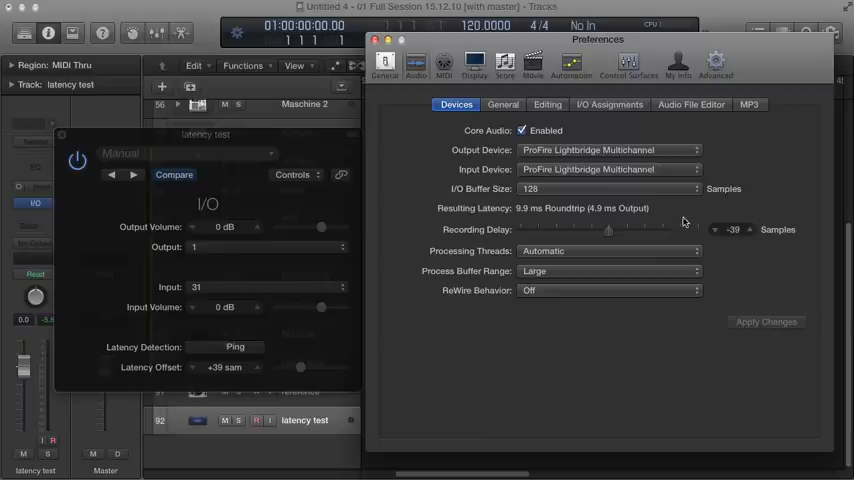 Untitled 4 - 01 Full Session 15.12.10 [with master] - Tracks
01:00:00:00.00
1 1 1 1
120.0000
4/4
No In
CPU
Preferences
General
Audio
MIDI
Display
Score
Movie
Automation
Control Surfaces
My Info
Advanced
Region: MIDI Thru
Track: latency test
Edit
Functions
View
56
Maschine 2
M S
Devices
General
Editing
I/O Assignments
Audio File Editor
MP3
Core Audio: Enabled
Output Device: ProFire Lightbridge Multichannel
Input Device: ProFire Lightbridge Multichannel
I/O Buffer Size: 128 Samples
Resulting Latency: 9.9 ms Roundtrip (4.9 ms Output)
Recording Delay: -39 Samples
Processing Threads: Automatic
Process Buffer Range: Large
ReWire Behavior: Off
Apply Changes
latency test
Manual
Compare
Controls
I/O
Output Volume: 0 dB
Output: 1
Input: 31
Input Volume: 0 dB
Latency Detection: Ping
Latency Offset: +39 sam
EQ
I/O
Read
0.0
I R
M S
M D
latency test
Master
92
M S R I
latency test